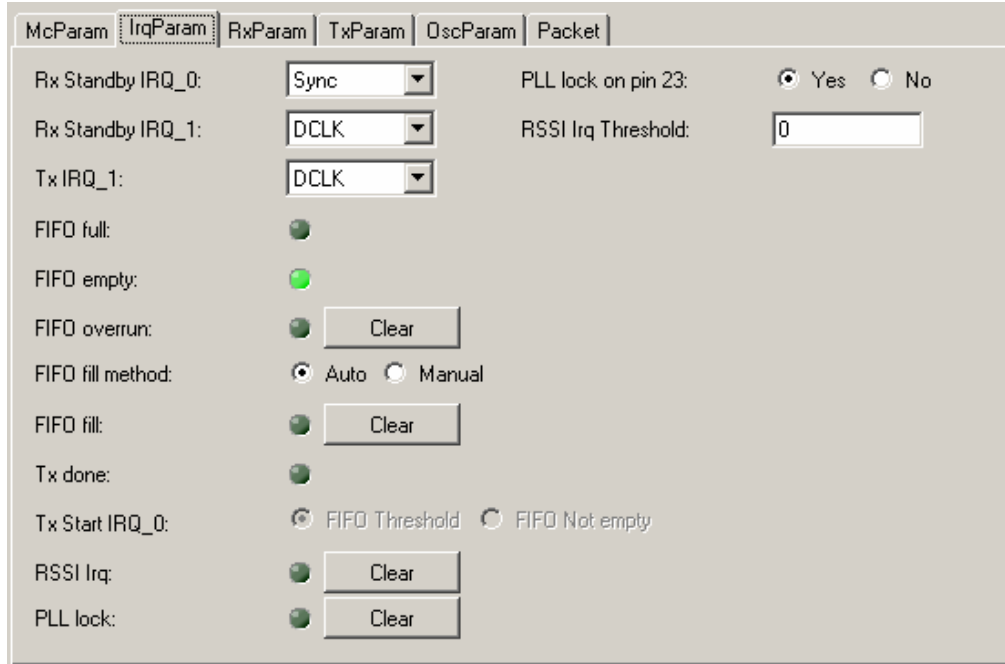 McParam IrqParam RxParam TxParam OscParam Packet
Rx Standby IRQ_0: Sync PLL lock on pin 23: Yes No
Rx Standby IRQ_1: DCLK RSSI Irq Threshold: 0
Tx IRQ_1: DCLK
FIFO full:
FIFO empty:
FIFO overrun: Clear
FIFO fill method: Auto Manual
FIFO fill: Clear
Tx done:
Tx Start IRQ_0: FIFO Threshold FIFO Not empty
RSSI Irq: Clear
PLL lock: Clear